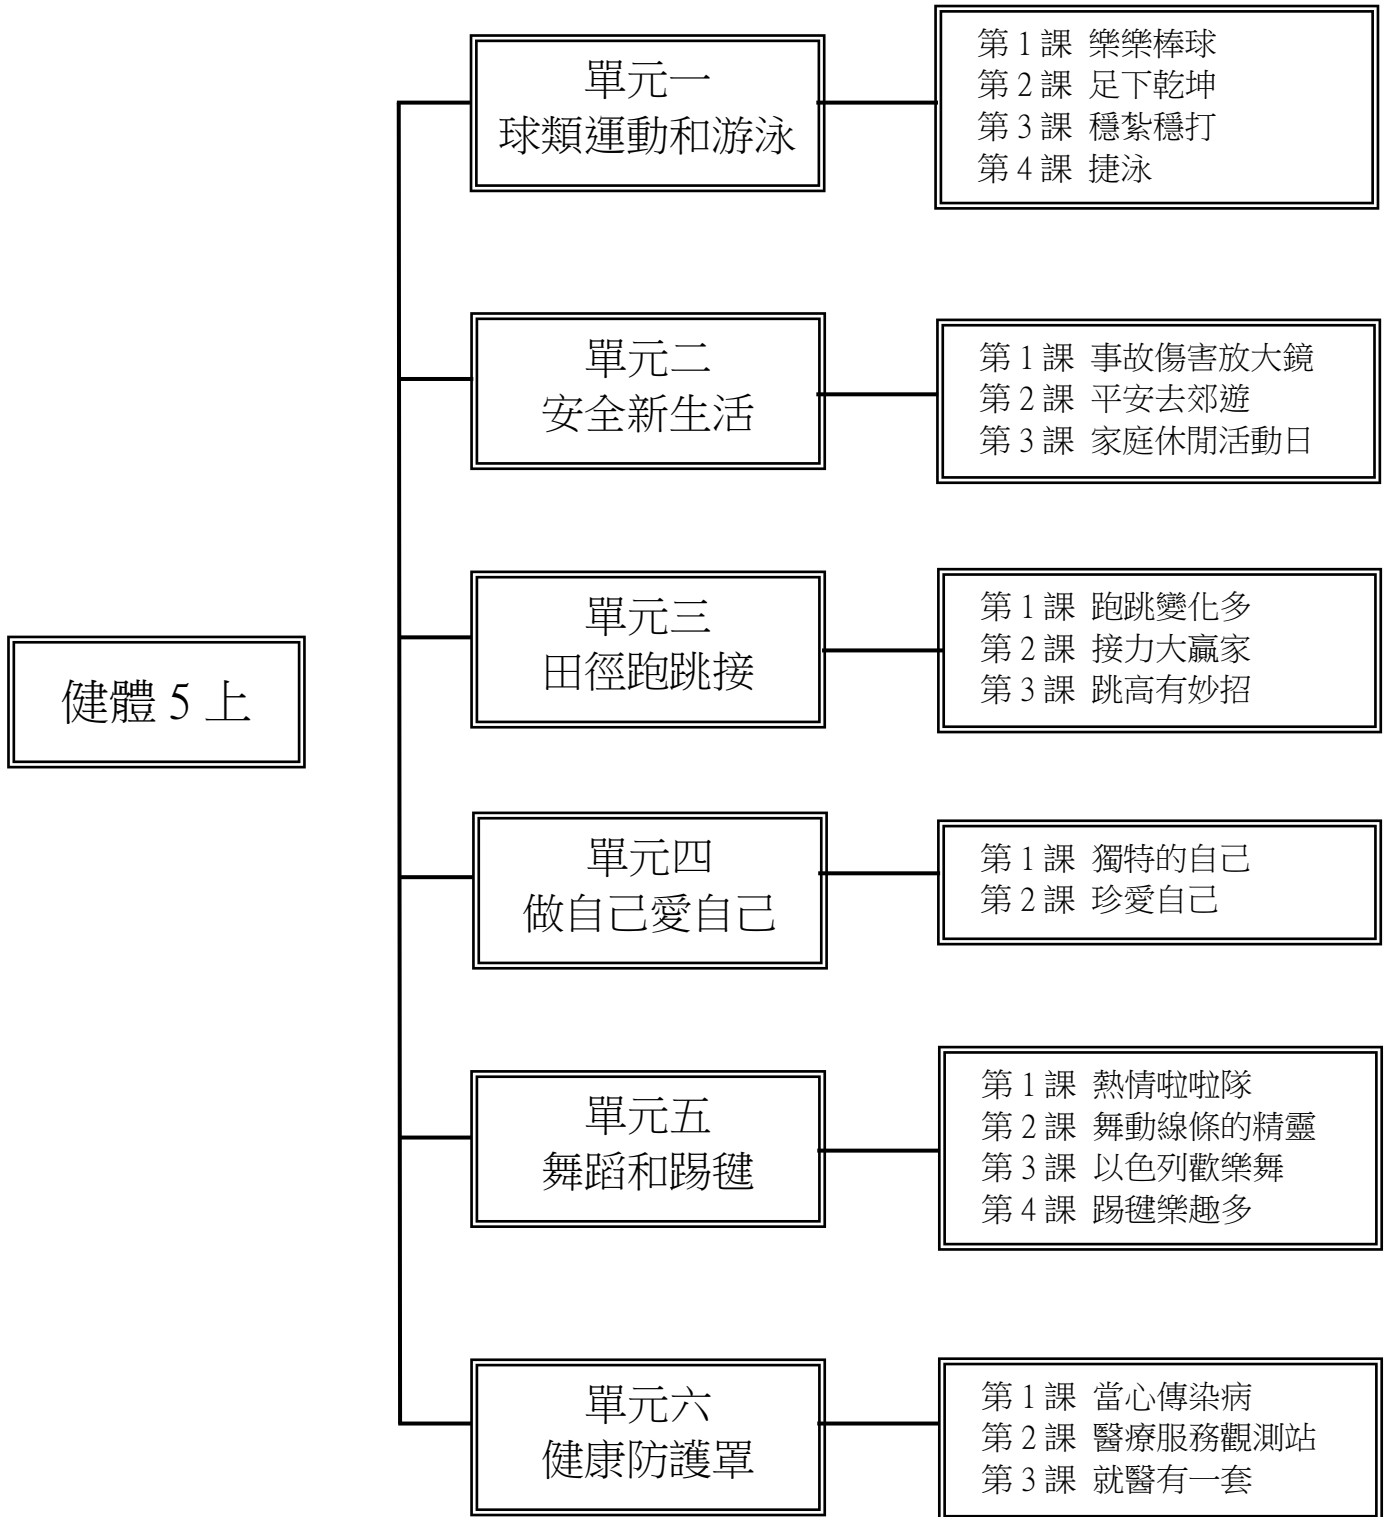 健體 5 上
單元一
球類運動和游泳
第 1 課 樂樂棒球
第 2 課 足下乾坤
第 3 課 穩紮穩打
第 4 課 捷泳
單元二
安全新生活
第 1 課 事故傷害放大鏡
第 2 課 平安去郊遊
第 3 課 家庭休閒活動日
單元三
田徑跑跳接
第 1 課 跑跳變化多
第 2 課 接力大贏家
第 3 課 跳高有妙招
單元四
做自己愛自己
第 1 課 獨特的自己
第 2 課 珍愛自己
單元五
舞蹈和踢毽
第 1 課 熱情啦啦隊
第 2 課 舞動線條的精靈
第 3 課 以色列歡樂舞
第 4 課 踢毽樂趣多
單元六
健康防護罩
第 1 課 當心傳染病
第 2 課 醫療服務觀測站
第 3 課 就醫有一套